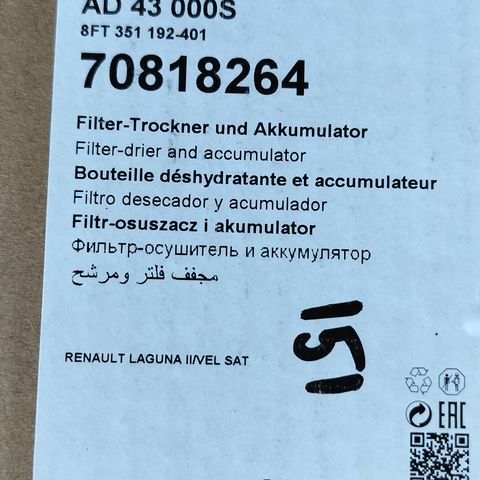 AD 43 000S
8FT 351 192-401
70818264
Filter-Trockner und Akkumulator
Filter-drier and accumulator
Bouteille déshydratante et accumulateur
Filtro desecador y acumulador
Filtr-osuszacz i akumulator
Фильтр-осушитель и аккумулятор
مجفف فلتر ومرشح
151
RENAULT LAGUNA II/VEL SAT
EAC